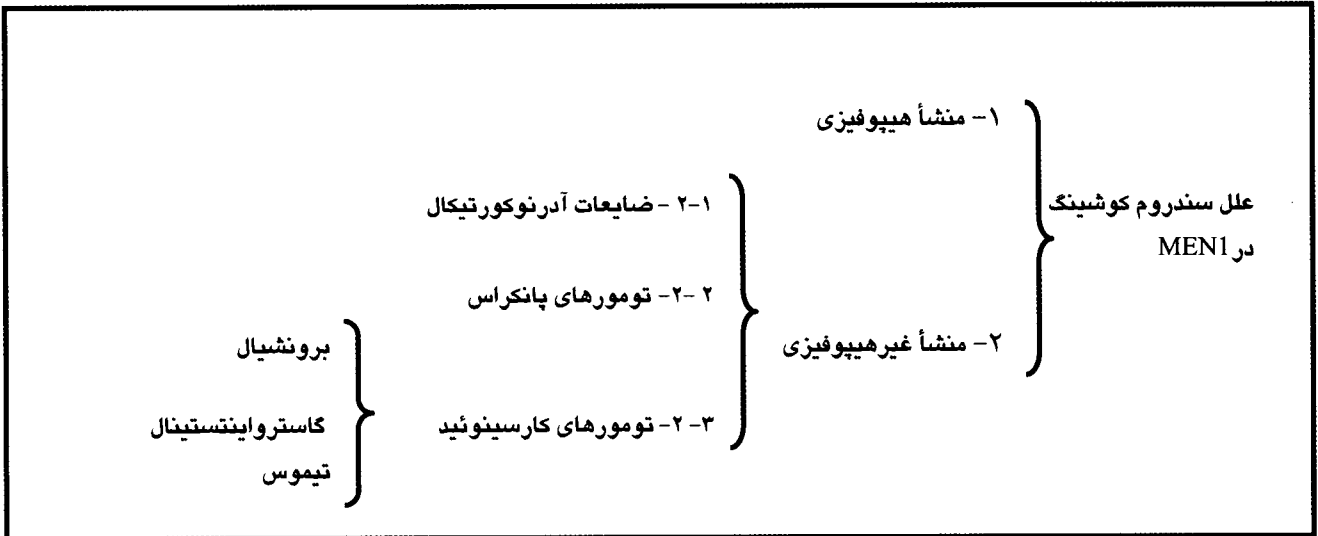 علل سندروم کوشینگ
در MEN1
۱- منشأ هیپوفیزی
۲- منشأ غیرهیپوفیزی
۲-۱ - ضایعات آدرنوکورتیکال
۲ -۲- تومورهای پانکراس
۲ -۳- تومورهای کارسینوئید
برونشیال
گاسترواینتستینال
تیموس